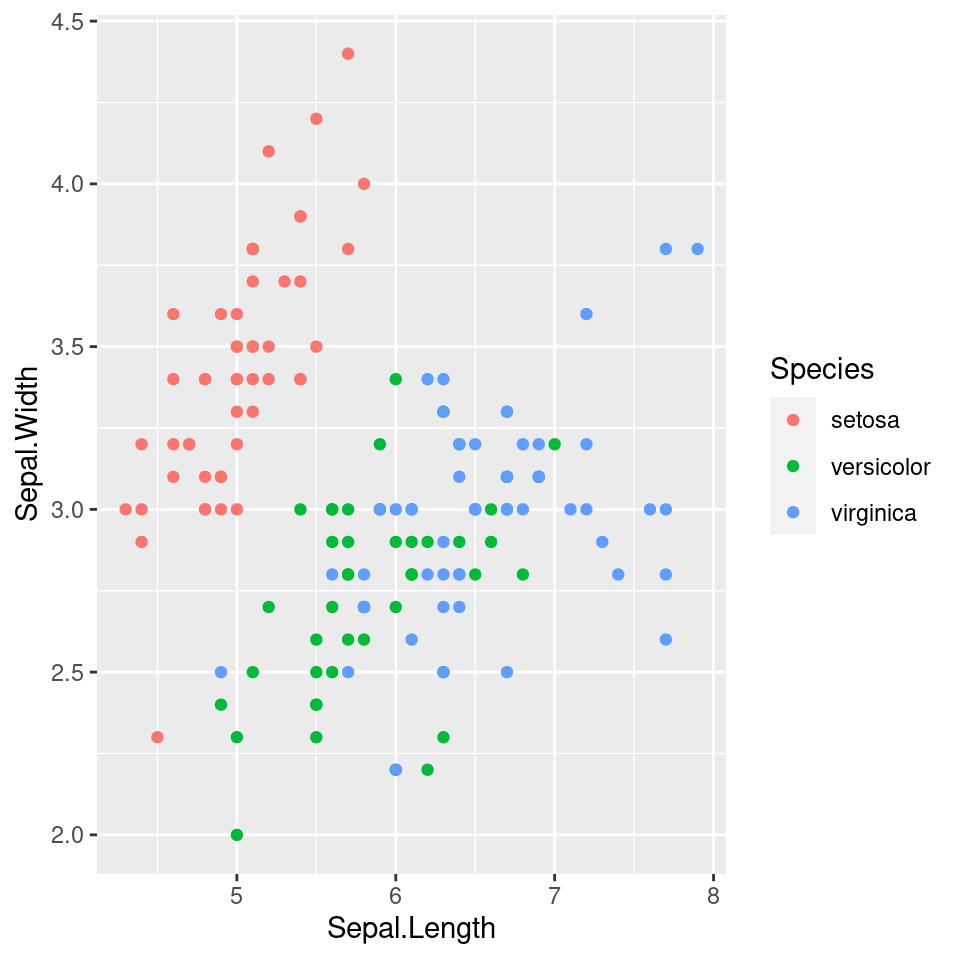 4.5
4.0
3.5
3.0
2.5
2.0
Sepal.Width
5 6 7 8
Sepal.Length
Species
setosa
versicolor
virginica